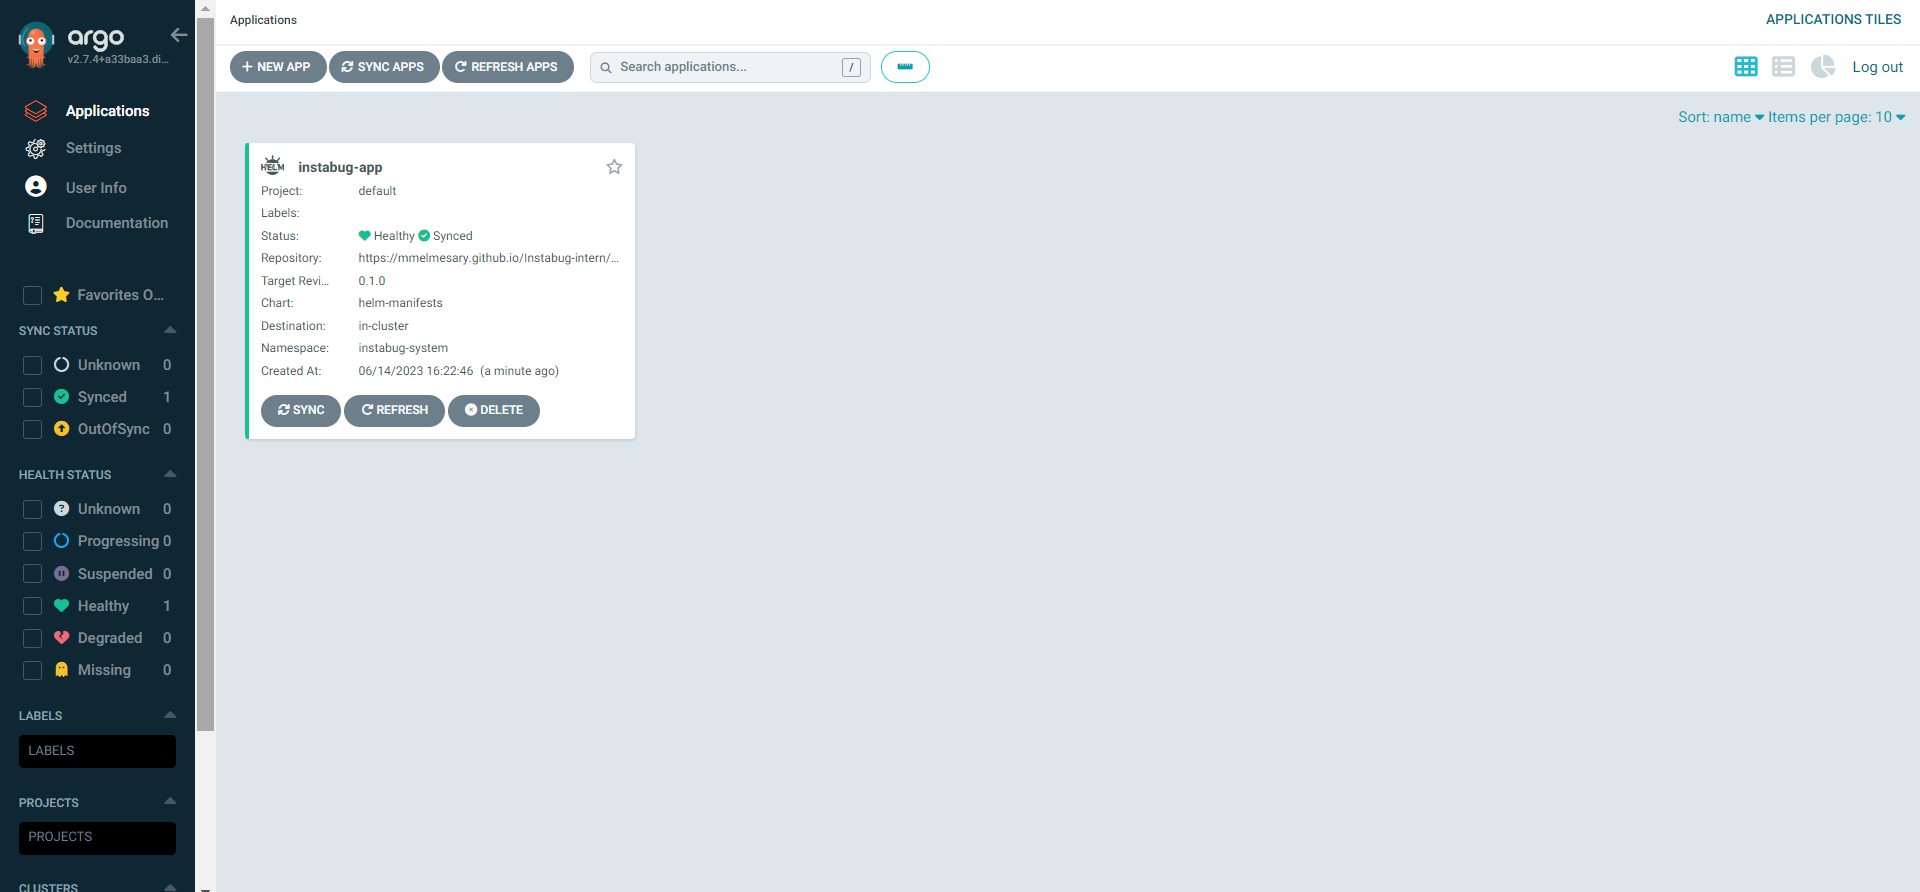 argo
v2.7.4+a33baa3.di...
Applications
Settings
User Info
Documentation
Favorites O...
SYNC STATUS
Unknown 0
Synced 1
OutOfSync 0
HEALTH STATUS
Unknown 0
Progressing 0
Suspended 0
Healthy 1
Degraded 0
Missing 0
LABELS
LABELS
PROJECTS
PROJECTS
CLUSTERS
Applications
APPLICATIONS TILES
NEW APP SYNC APPS REFRESH APPS Search applications... / Log out
Sort: name Items per page: 10
HELM instabug-app
Project: default
Labels:
Status: Healthy Synced
Repository: https://mmelmesary.github.io/Instabug-intern/...
Target Revi... 0.1.0
Chart: helm-manifests
Destination: in-cluster
Namespace: instabug-system
Created At: 06/14/2023 16:22:46 (a minute ago)
SYNC REFRESH DELETE